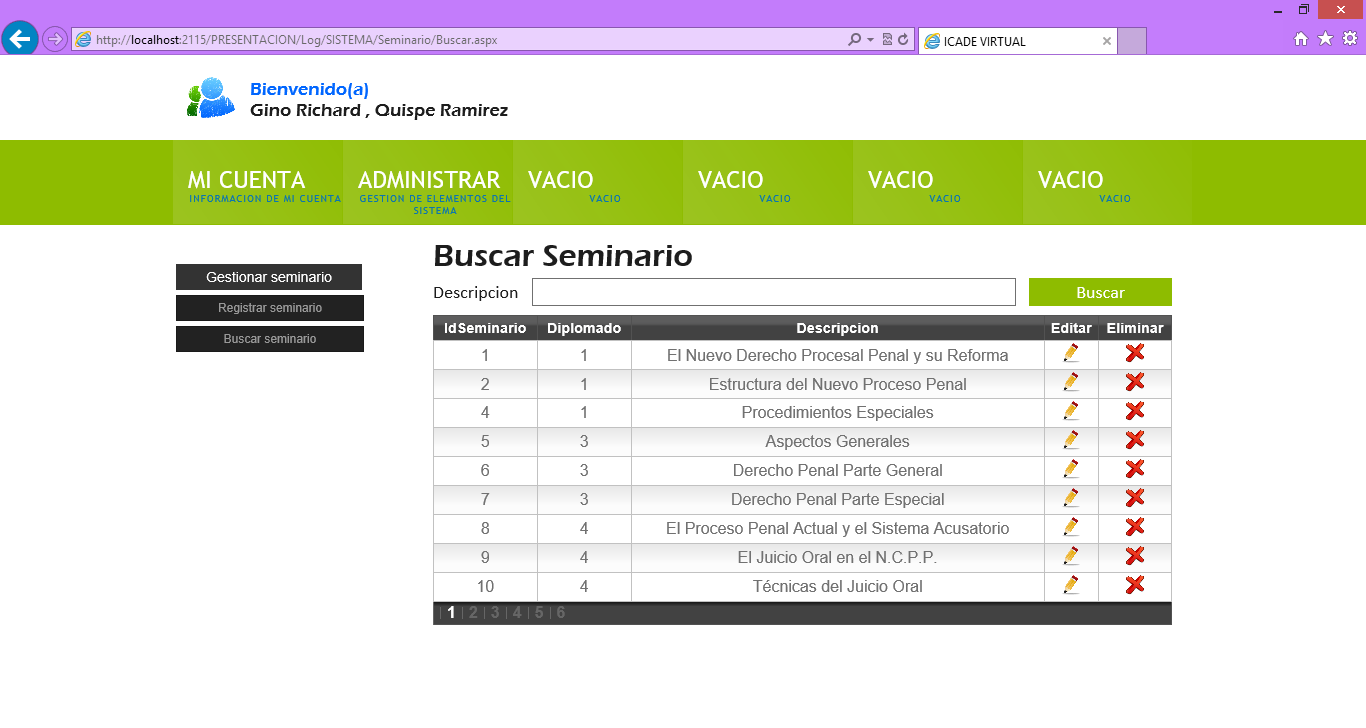 http://localhost:2115/PRESENTACION/Log/SISTEMA/Seminario/Buscar.aspx
ICADE VIRTUAL
Bienvenido(a)
Gino Richard , Quispe Ramirez
MI CUENTA
INFORMACION DE MI CUENTA
ADMINISTRAR
GESTION DE ELEMENTOS DEL
SISTEMA
VACIO
VACIO
VACIO
VACIO
VACIO
VACIO
VACIO
VACIO
Gestionar seminario
Registrar seminario
Buscar seminario
Buscar Seminario
Descripcion Buscar
IdSeminario Diplomado Descripcion Editar Eliminar
1 1 El Nuevo Derecho Procesal Penal y su Reforma
2 1 Estructura del Nuevo Proceso Penal
4 1 Procedimientos Especiales
5 3 Aspectos Generales
6 3 Derecho Penal Parte General
7 3 Derecho Penal Parte Especial
8 4 El Proceso Penal Actual y el Sistema Acusatorio
9 4 El Juicio Oral en el N.C.P.P.
10 4 Técnicas del Juicio Oral
| 1 | 2 | 3 | 4 | 5 | 6